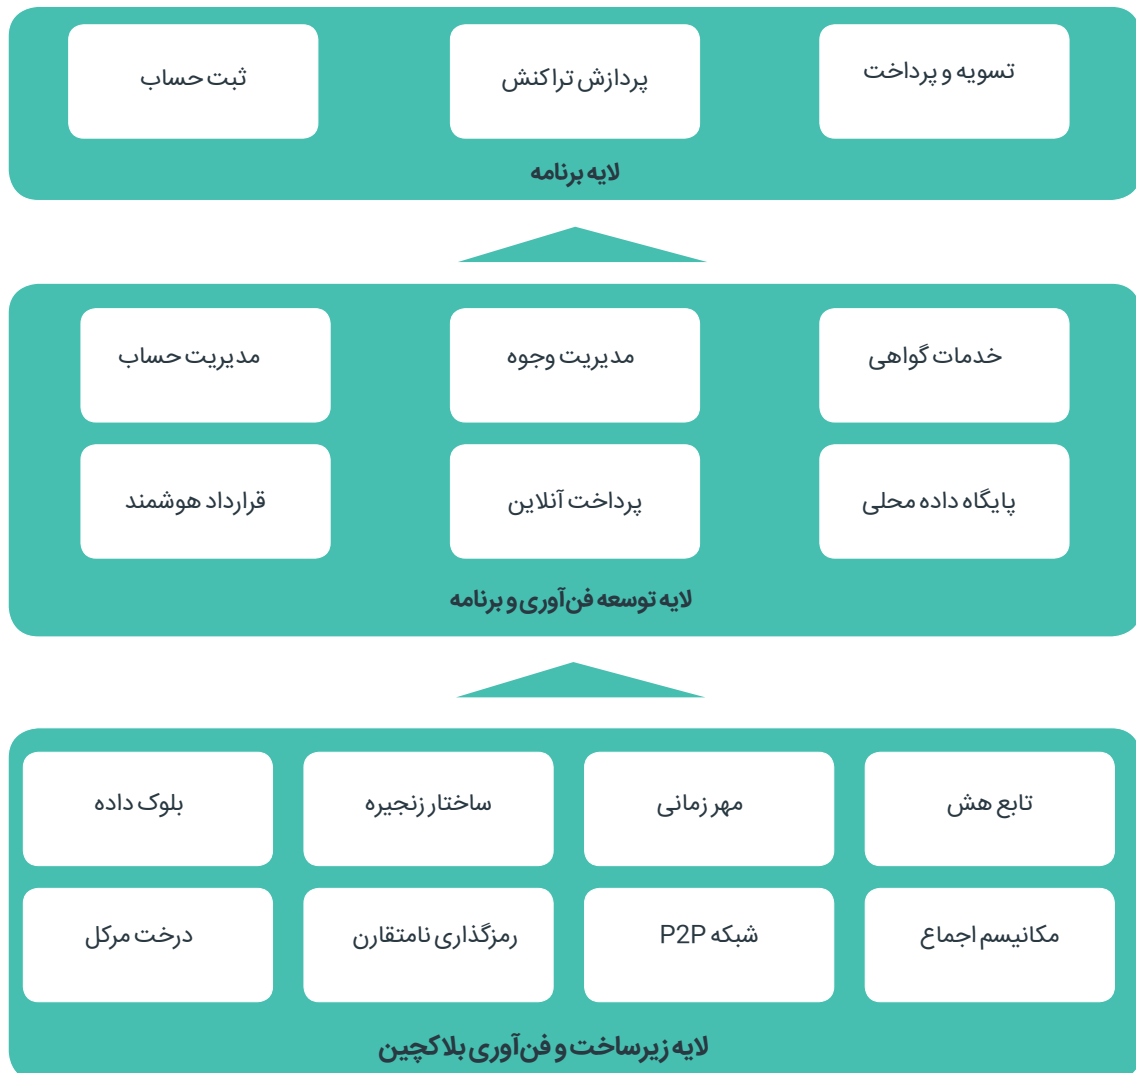 تسویه و پرداخت
پردازش تراکنش
ثبت حساب
لایه برنامه
خدمات گواهی
مدیریت وجوه
مدیریت حساب
پایگاه داده محلی
پرداخت آنلاین
قرارداد هوشمند
لایه توسعه فن‌آوری و برنامه
تابع هش
مهر زمانی
ساختار زنجیره
بلوک داده
مکانیسم اجماع
شبکه P2P
رمزگذاری نامتقارن
درخت مرکل
لایه زیرساخت و فن‌آوری بلاکچین